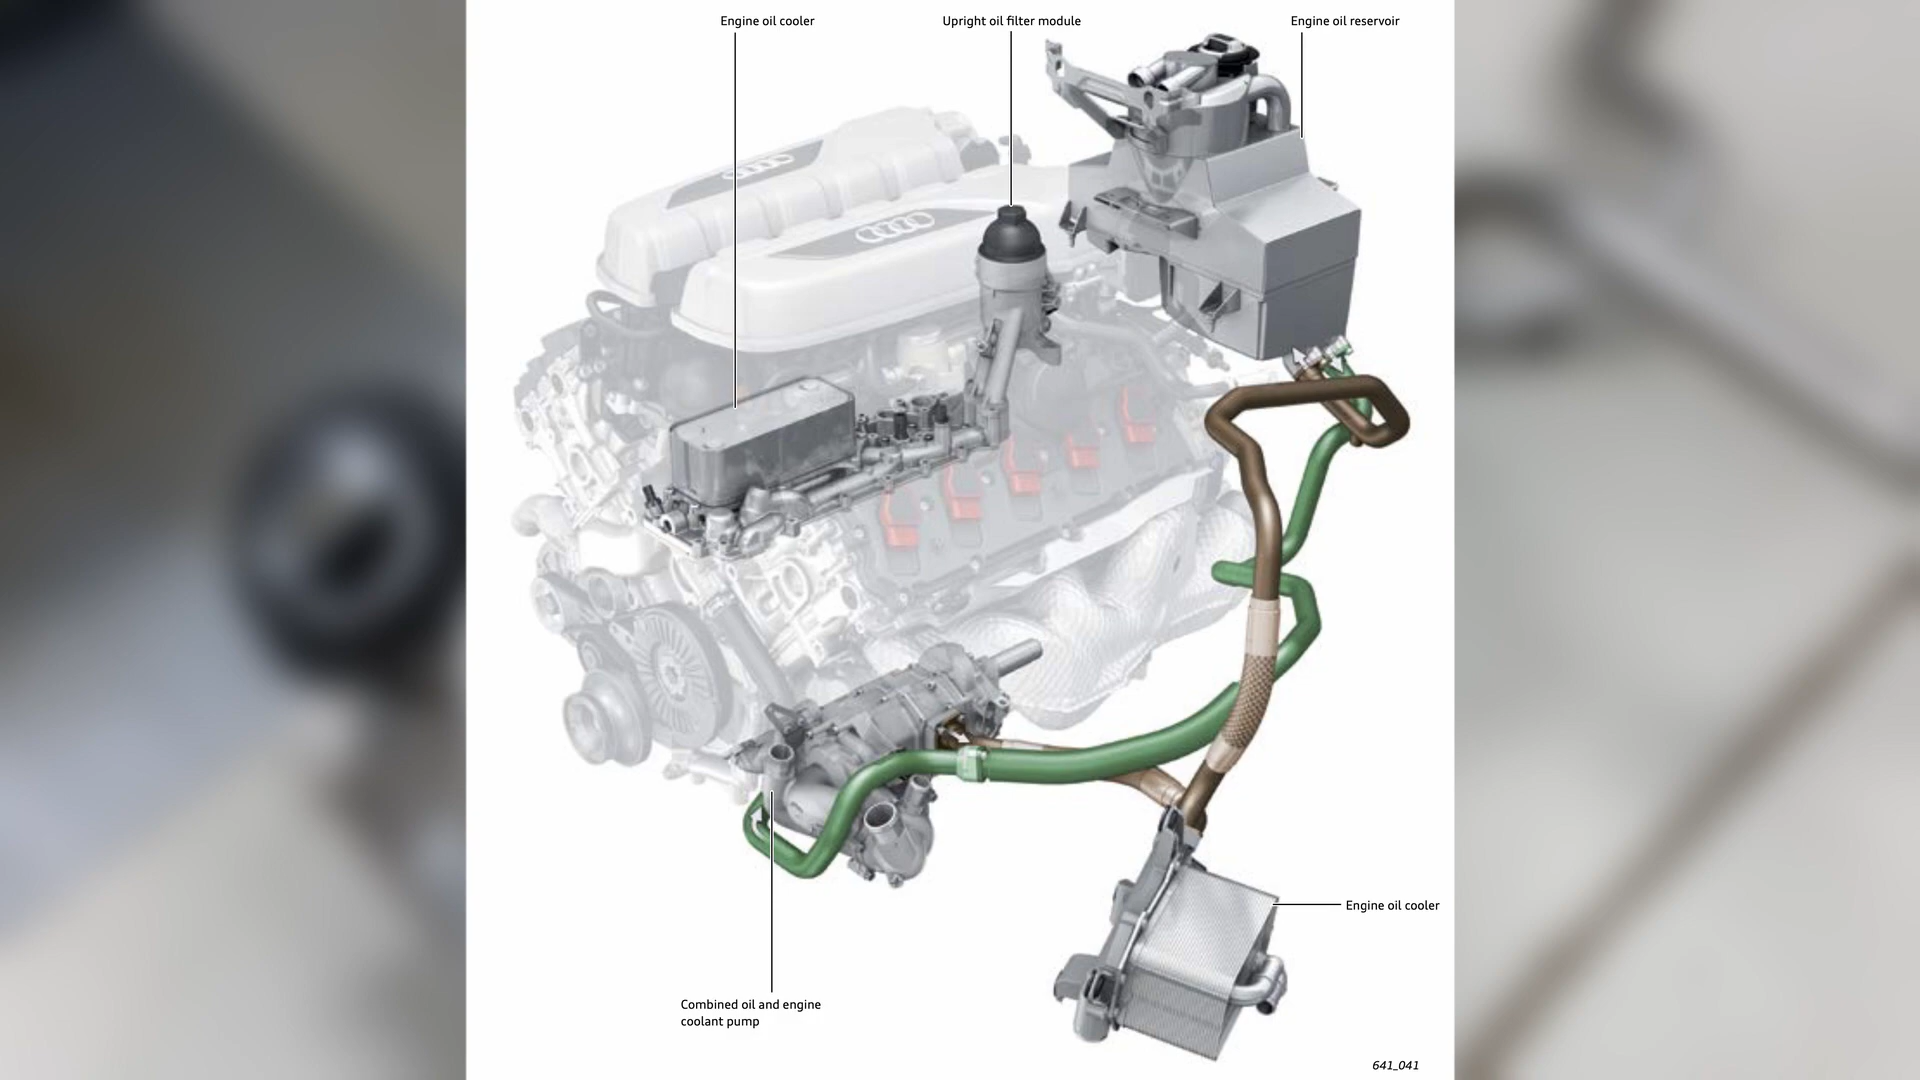 Engine oil cooler
Upright oil filter module
Engine oil reservoir
Engine oil cooler
Combined oil and engine
coolant pump
641_041